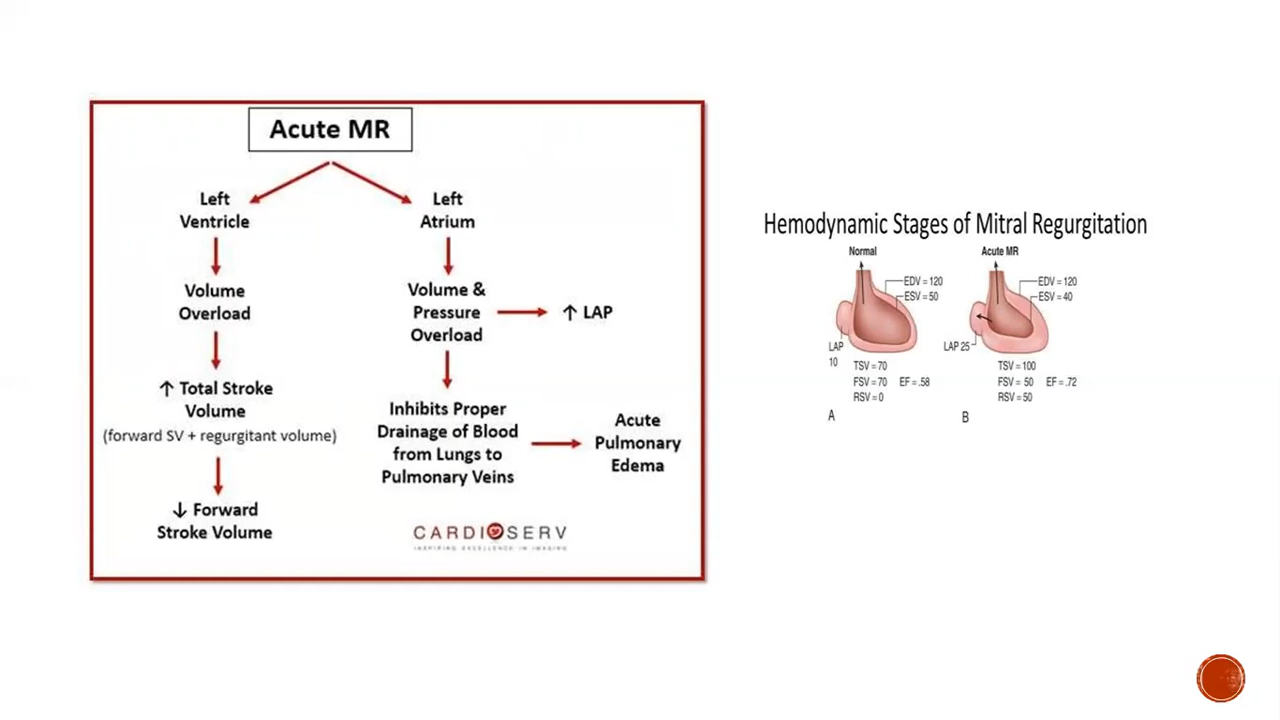 Acute MR
Left
Ventricle
Volume
Overload
↑ Total Stroke
Volume
(forward SV + regurgitant volume)
↓ Forward
Stroke Volume
Left
Atrium
Volume &
Pressure
Overload
↑ LAP
Inhibits Proper
Drainage of Blood
from Lungs to
Pulmonary Veins
Acute
Pulmonary
Edema
CARDIOSERV
INSPIRING EXCELLENCE IN IMAGING
Hemodynamic Stages of Mitral Regurgitation
Normal
EDV = 120
ESV = 50
LAP
10
TSV = 70
FSV = 70 EF = .58
RSV = 0
A
Acute MR
EDV = 120
ESV = 40
LAP 25
TSV = 100
FSV = 50 EF = .72
RSV = 50
B